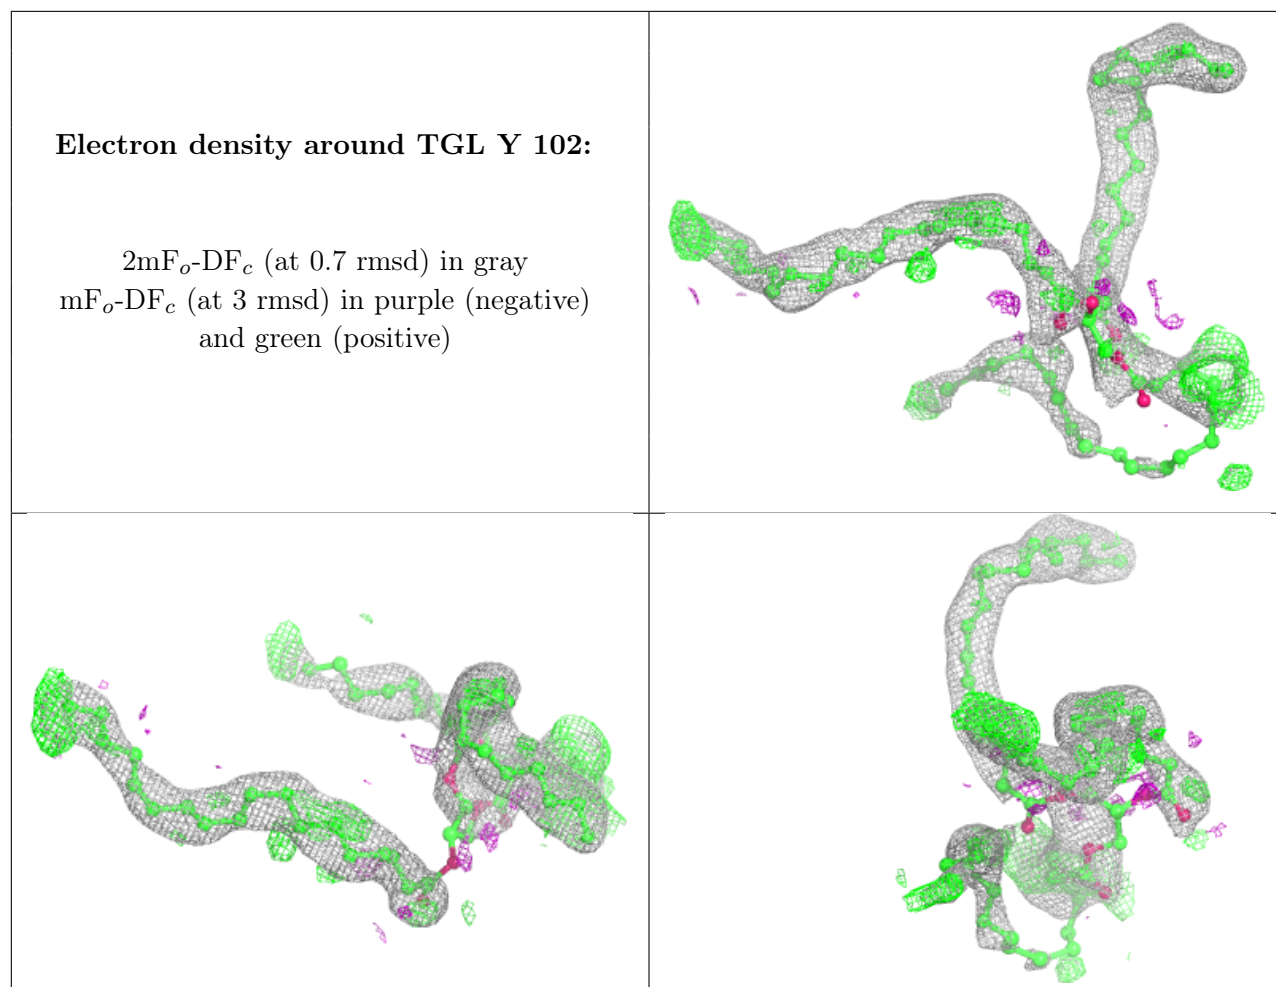 Electron density around TGL Y 102:
2mFo-DFc (at 0.7 rmsd) in gray
mFo-DFc (at 3 rmsd) in purple (negative)
and green (positive)